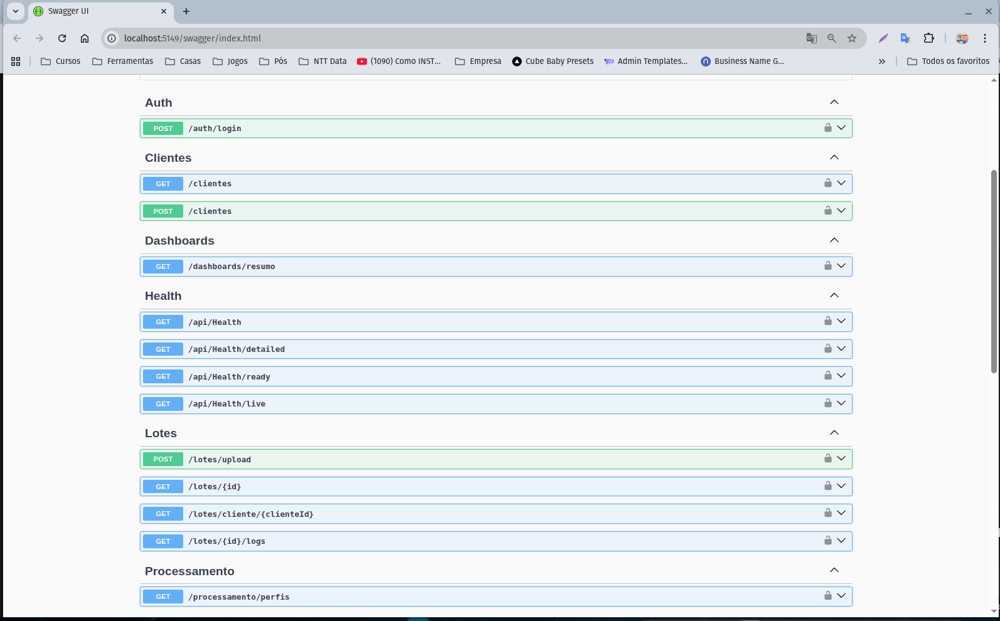 Swagger UI
localhost:5149/swagger/index.html
Cursos Ferramentas Casas Jogos Pós NTT Data (1090) Como INST... Empresa Cube Baby Presets Admin Templates... Business Name G... Todos os favoritos
Auth
POST /auth/login
Clientes
GET /clientes
POST /clientes
Dashboards
GET /dashboards/resumo
Health
GET /api/Health
GET /api/Health/detailed
GET /api/Health/ready
GET /api/Health/live
Lotes
POST /lotes/upload
GET /lotes/{id}
GET /lotes/cliente/{clienteId}
GET /lotes/{id}/logs
Processamento
GET /processamento/perfis